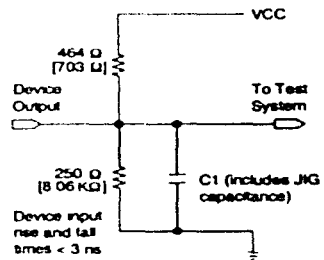 VCC
464 Ω
[703 Ω]
Device
Output
To Test
System
250 Ω
[8.06 KΩ]
C1 (includes JIG
capacitance)
Device input
rise and fall
times < 3 ns